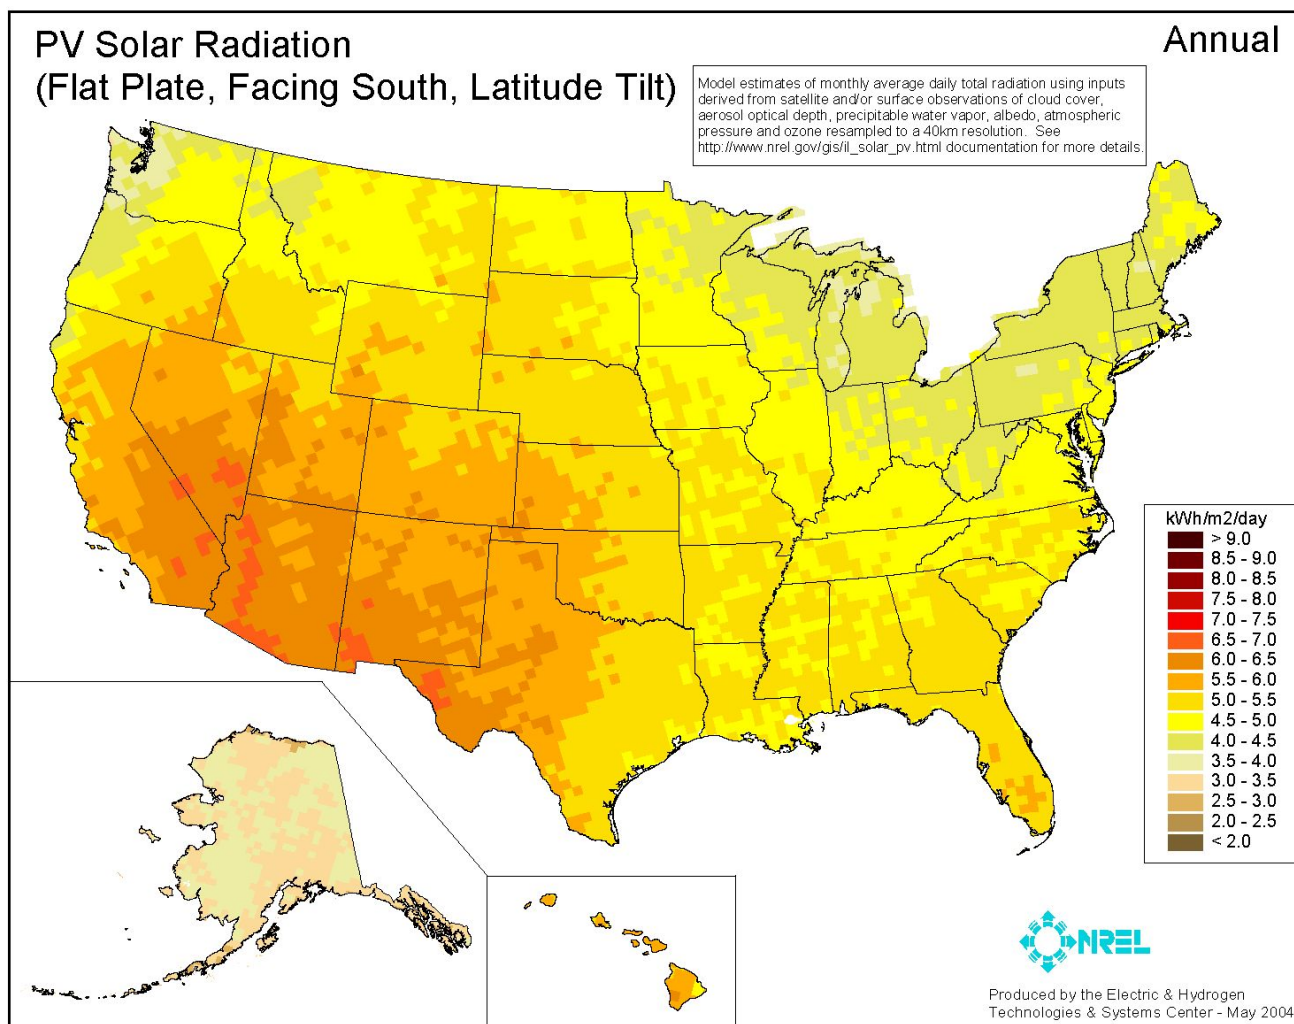 PV Solar Radiation
(Flat Plate, Facing South, Latitude Tilt)
Annual
Model estimates of monthly average daily total radiation using inputs
derived from satellite and/or surface observations of cloud cover,
aerosol optical depth, precipitable water vapor, albedo, atmospheric
pressure and ozone resampled to a 40km resolution. See
http://www.nrel.gov/gis/il_solar_pv.html documentation for more details.
kWh/m2/day
> 9.0
8.5 - 9.0
8.0 - 8.5
7.5 - 8.0
7.0 - 7.5
6.5 - 7.0
6.0 - 6.5
5.5 - 6.0
5.0 - 5.5
4.5 - 5.0
4.0 - 4.5
3.5 - 4.0
3.0 - 3.5
2.5 - 3.0
2.0 - 2.5
< 2.0
NREL
Produced by the Electric & Hydrogen
Technologies & Systems Center - May 2004